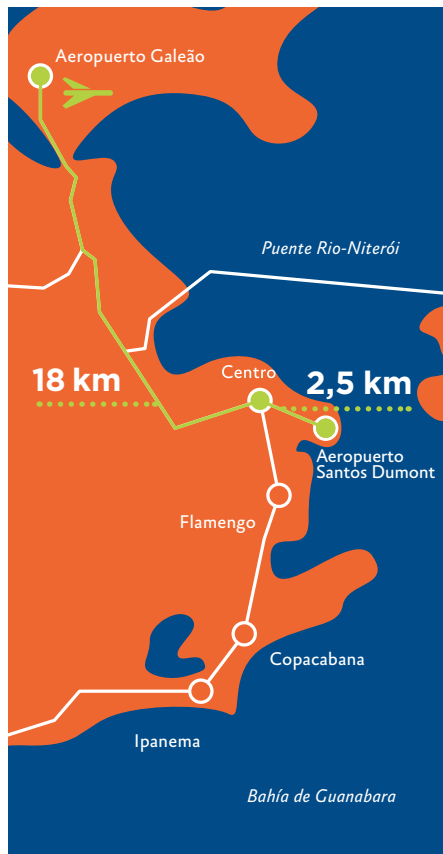 Aeropuerto Galeão
Puente Rio-Niterói
Centro
18 km
2,5 km
Aeropuerto
Santos Dumont
Flamengo
Copacabana
Ipanema
Bahía de Guanabara